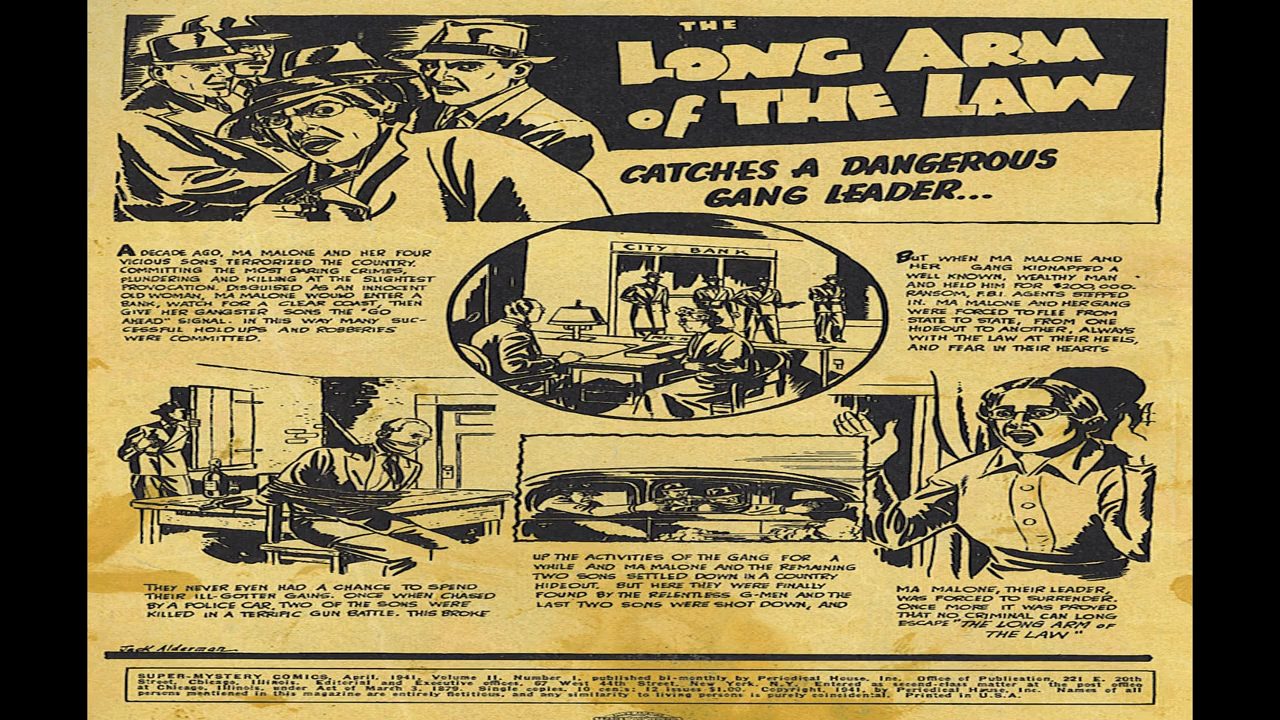 THE
LONG ARM
of THE LAW
CATCHES A DANGEROUS
GANG LEADER...
A DECADE AGO, MA MALONE AND HER FOUR
VICIOUS SONS TERRORIZED THE COUNTRY,
COMMITTING THE MOST DARING CRIMES,
PLUNDERING AND KILLING AT THE SLIGHTEST
PROVOCATION. DISGUISED AS AN INNOCENT
OLD WOMAN, MA MALONE WOULD ENTER A
BANK, WATCH FOR A CLEAR COAST, THEN
GIVE HER GANGSTER SONS THE "GO
AHEAD" SIGNAL. IN THIS WAY MANY SUC-
CESSFUL HOLDUPS AND ROBBERIES
WERE COMMITTED.
CITY BANK
BUT WHEN MA MALONE AND
HER GANG KIDNAPPED A
WELL KNOWN, WEALTHY MAN
AND HELD HIM FOR $200,000.
RANSOM, F.B.I. AGENTS STEPPED
IN. MA MALONE AND HER GANG
WERE FORCED TO FLEE FROM
STATE TO STATE, FROM ONE
HIDEOUT TO ANOTHER, ALWAYS
WITH THE LAW AT THEIR HEELS,
AND FEAR IN THEIR HEARTS
THEY NEVER EVEN HAD A CHANCE TO SPEND
THEIR ILL-GOTTEN GAINS. ONCE WHEN CHASED
BY A POLICE CAR, TWO OF THE SONS WERE
KILLED IN A TERRIFIC GUN BATTLE. THIS BROKE
UP THE ACTIVITIES OF THE GANG FOR A
WHILE AND MA MALONE AND THE REMAINING
TWO SONS SETTLED DOWN IN A COUNTRY
HIDEOUT. BUT HERE THEY WERE FINALLY
FOUND BY THE RELENTLESS G-MEN AND THE
LAST TWO SONS WERE SHOT DOWN, AND
MA MALONE, THEIR LEADER,
WAS FORCED TO SURRENDER.
ONCE MORE IT WAS PROVED
THAT NO CRIMINAL CAN LONG
ESCAPE "THE LONG ARM OF
THE LAW"
Jack Alderman
SUPER-MYSTERY COMICS, April, 1941, Volume II, Number 1, published bi-monthly by Periodical House, Inc. Office of Publication, 221 E. 20th
Street, Chicago, Illinois. Editorial and Executive offices, 67 West 44th Street, New York, N. Y. Entered as second-class matter at the post office
at Chicago, Illinois, under Act of March 3, 1879. Single copies, 10 cents; 12 issues $1.00. Copyright, 1941, by Periodical House, Inc. Names of all
persons mentioned in this magazine are entirely fictitious, and any similarity to living persons is purely coincidental. Printed in U.S.A.